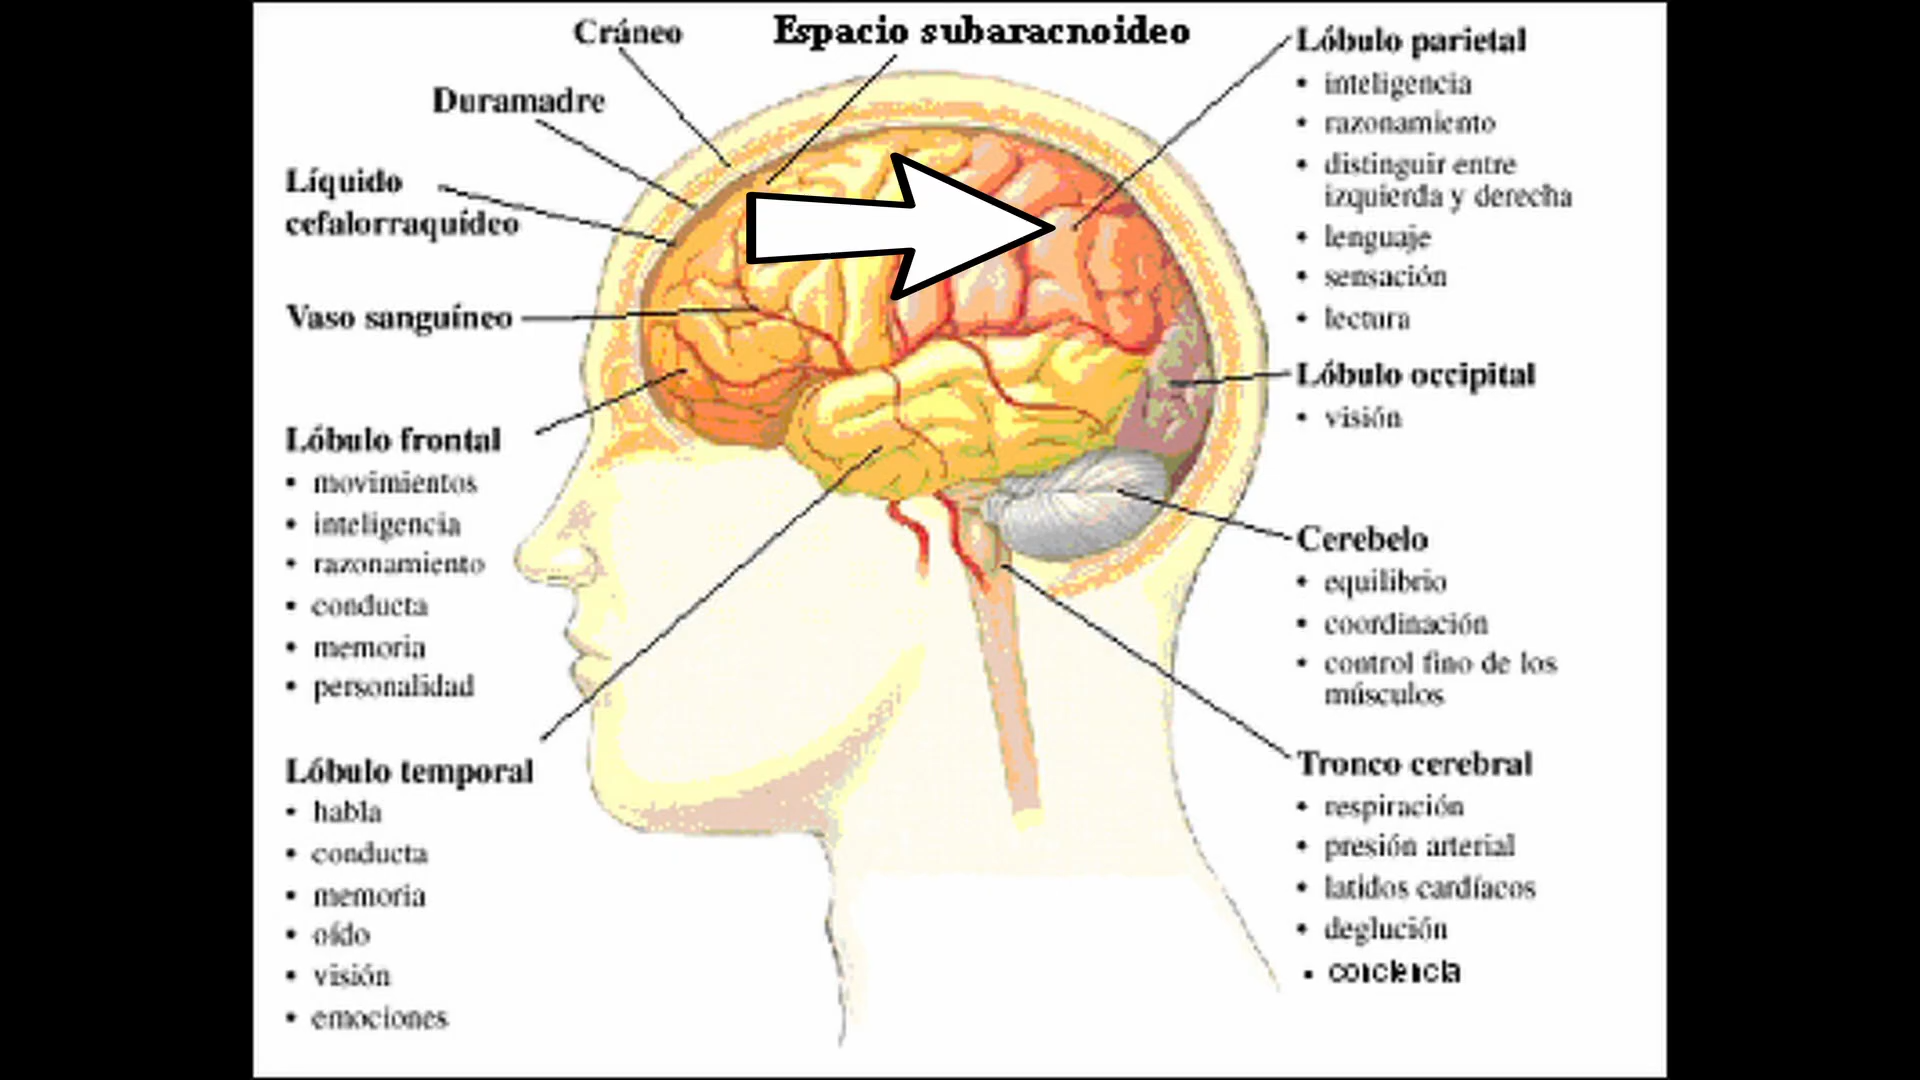 Cráneo
Espacio subaracnoideo
Duramadre
Líquido
cefalorraquídeo
Vaso sanguíneo
Lóbulo frontal
• movimientos
• inteligencia
• razonamiento
• conducta
• memoria
• personalidad
Lóbulo temporal
• habla
• conducta
• memoria
• oído
• visión
• emociones
Lóbulo parietal
• inteligencia
• razonamiento
• distinguir entre
izquierda y derecha
• lenguaje
• sensación
• lectura
Lóbulo occipital
• visión
Cerebelo
• equilibrio
• coordinación
• control fino de los
músculos
Tronco cerebral
• respiración
• presión arterial
• latidos cardíacos
• deglución
• conciencia